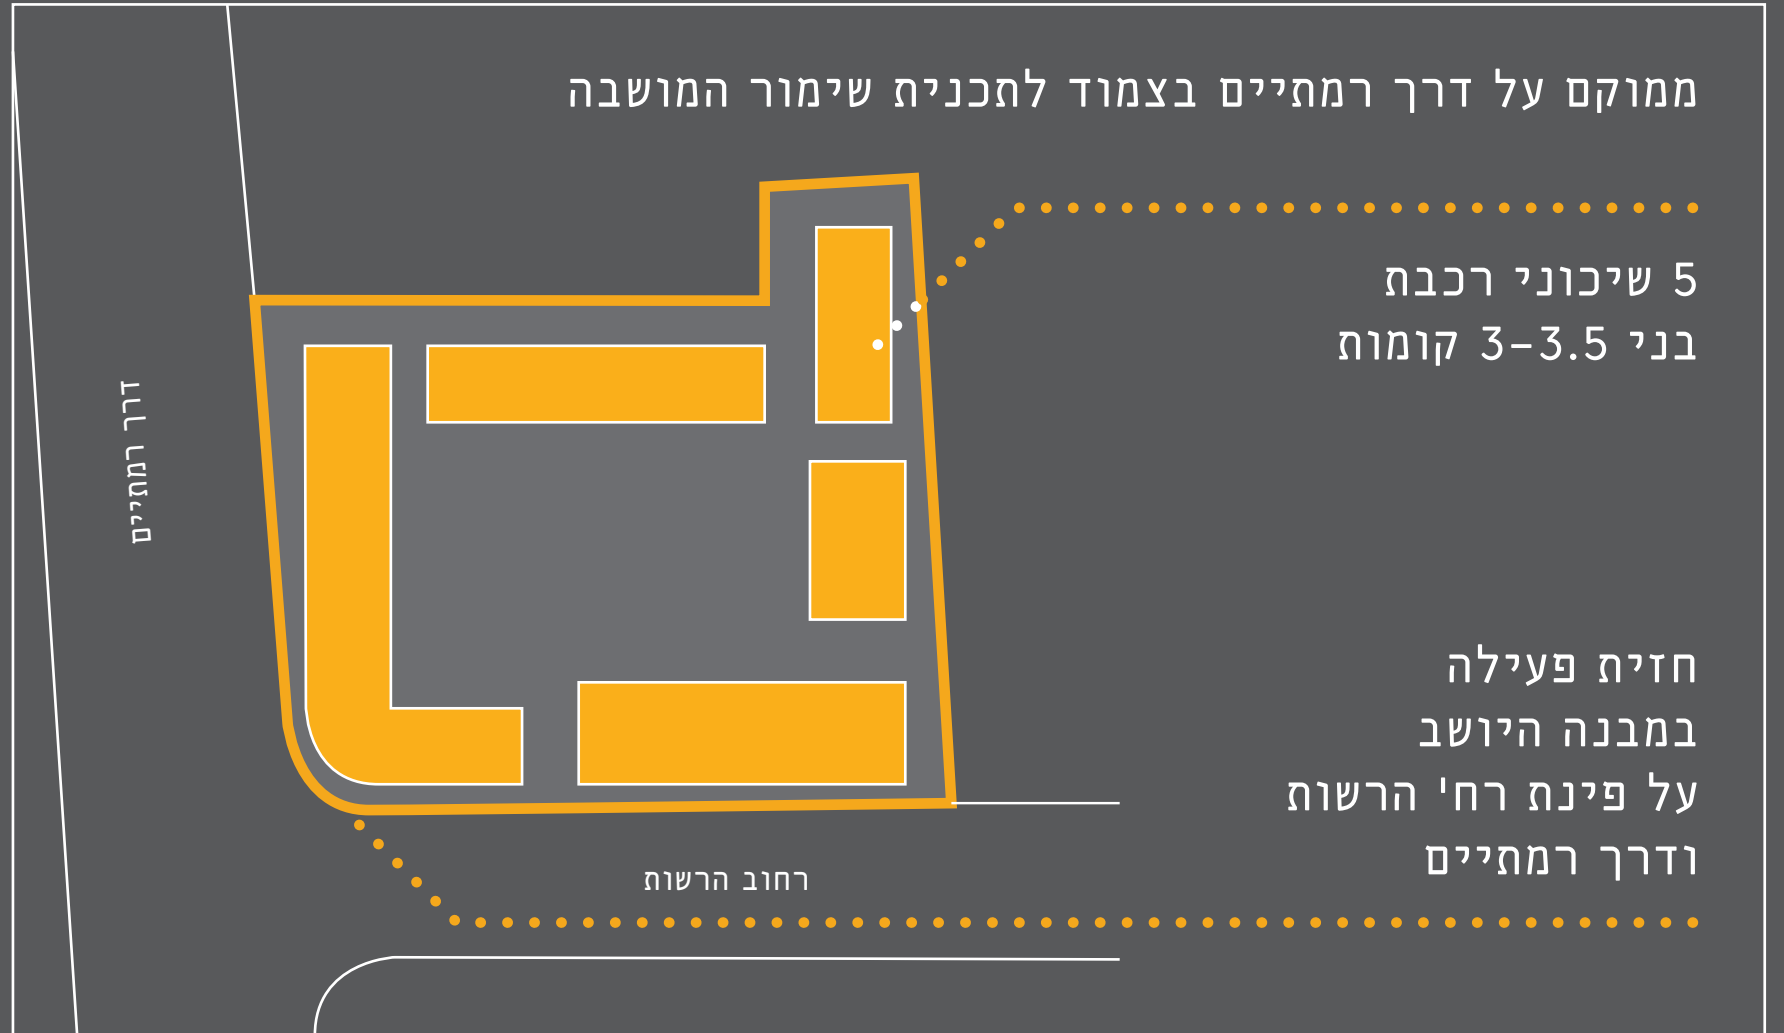 ממוקם על דרך רמתיים בצמוד לתכנית שימור המושבה
5 שיכוני רכבת
בני 3-3.5 קומות
דרך רמתיים
חזית פעילה
במבנה היושב
על פינת רח' הרשות
ודרך רמתיים
רחוב הרשות